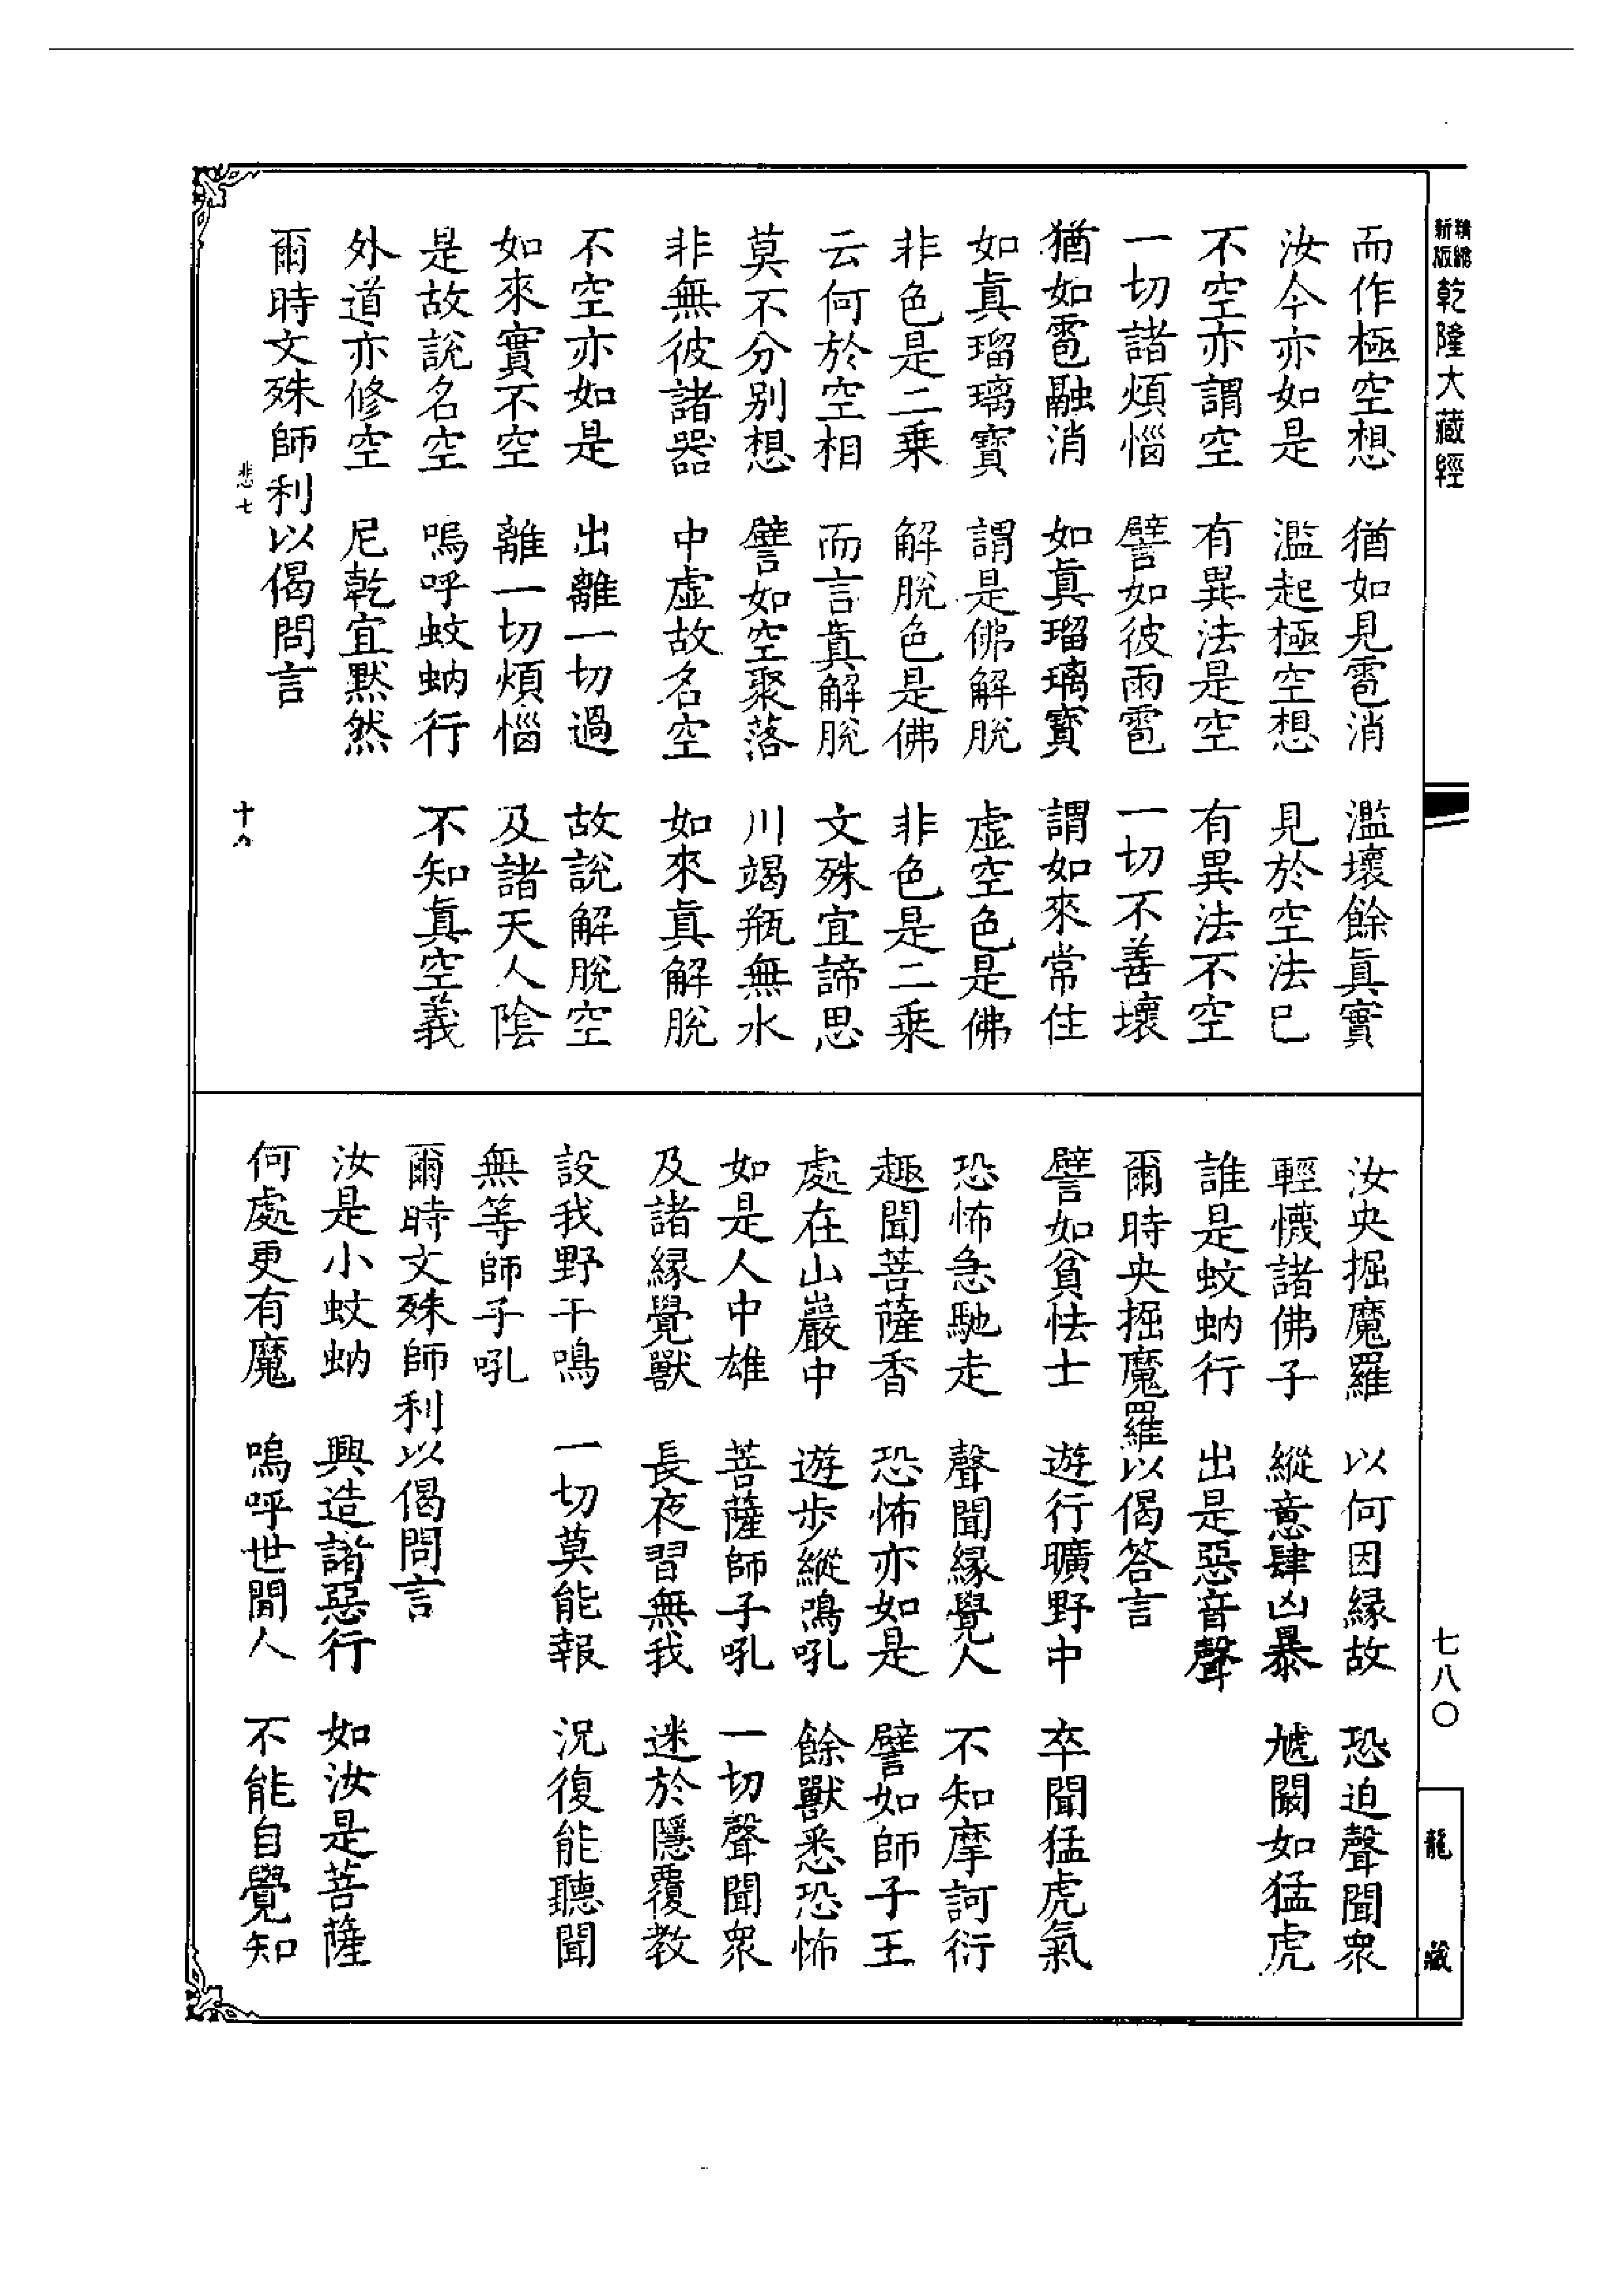 精縮
新版
乾隆大藏經
而作極空想　猶如見雹消　濫壞餘眞實
汝今亦如是　濫起極空想　見於空法已
不空亦謂空　有異法是空　有異法不空
一切諸煩惱　譬如彼雨雹　一切不善壞
猶如雹融消　如眞瑠璃寶　謂如來常住
如眞瑠璃寶　謂是佛解脫　虛空色是佛
非色是二乘　解脫色是佛　非色是二乘
云何於空相　而言眞解脫　文殊宜諦思
莫不分別想　譬如空聚落　川竭瓶無水
非無彼諸器　中虛故名空　如來眞解脫
不空亦如是　出離一切過　故說解脫空
如來實不空　離一切煩惱　及諸天人陰
是故說名空　嗚呼蚊蚋行　不知眞空義
外道亦修空　尼乾宜默然
爾時文殊師利以偈問言
悲七
十八
汝央掘魔羅　以何因緣故　恐迫聲聞衆
輕懱諸佛子　縱意肆凶暴　虓闞如猛虎
誰是蚊蚋行　出是惡音聲
爾時央掘魔羅以偈答言
譬如貧怯士　遊行曠野中　卒聞猛虎氣
恐怖急馳走　聲聞緣覺人　不知摩訶衍
趣聞菩薩香　恐怖亦如是　譬如師子王
處在山巖中　遊步縱鳴吼　餘獸悉恐怖
如是人中雄　菩薩師子吼　一切聲聞衆
及諸緣覺獸　長夜習無我　迷於隱覆教
設我野干鳴　一切莫能報　況復能聽聞
無等師子吼
爾時文殊師利以偈問言
汝是小蚊蚋　興造諸惡行　如汝是菩薩
何處更有魔　嗚呼世間人　不能自覺知
七八〇
龍藏